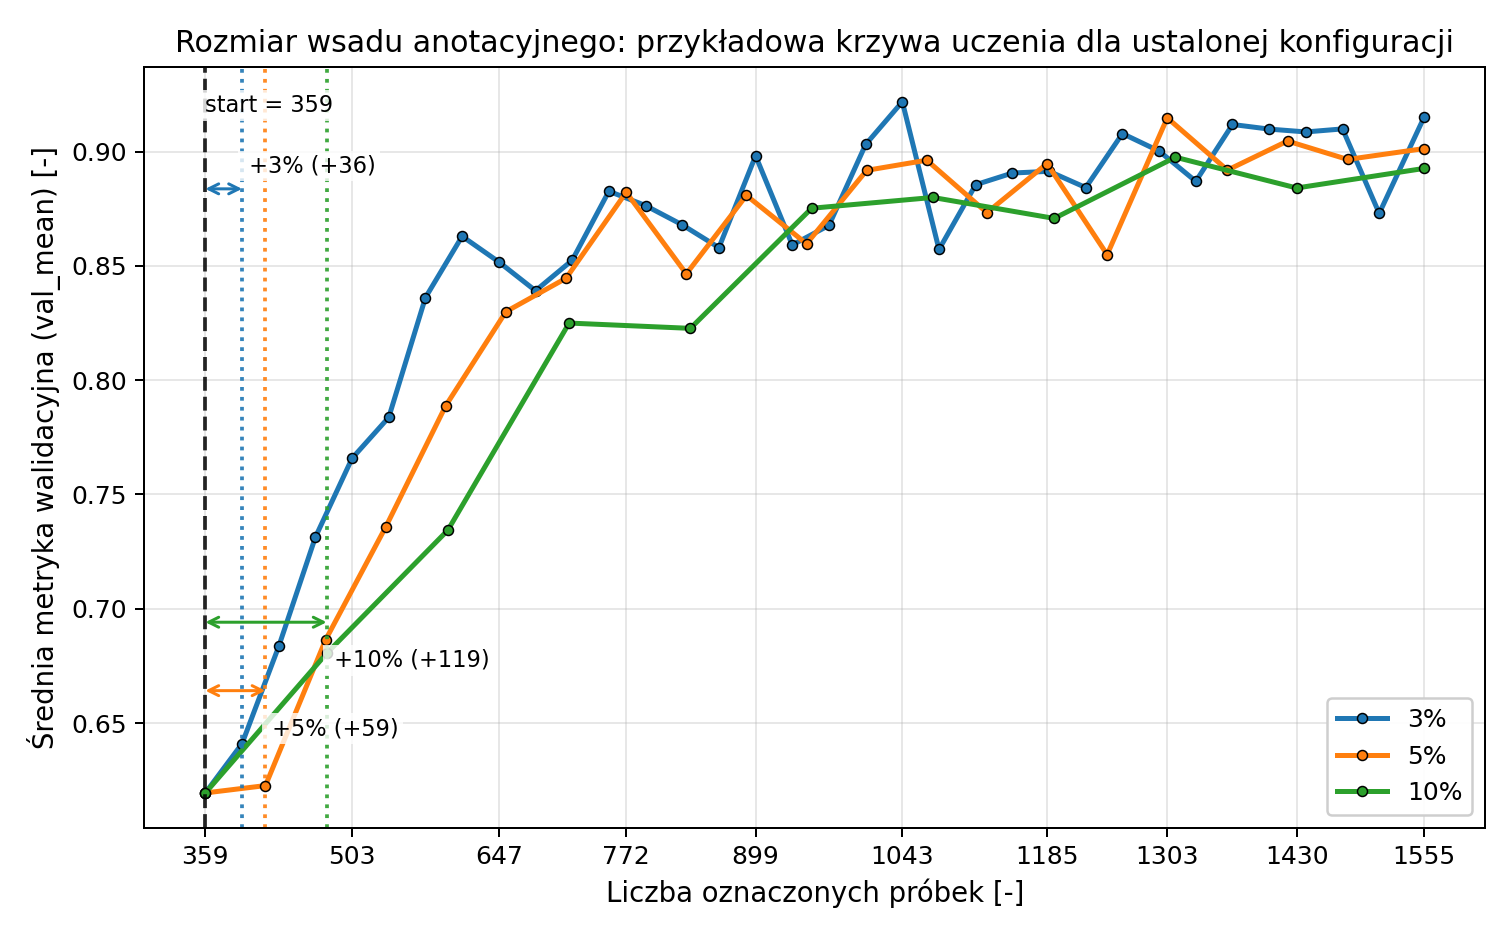 Rozmiar wsadu anotacyjnego: przykładowa krzywa uczenia dla ustalonej konfiguracji
Średnia metryka walidacyjna (val_mean) [-]
0.90
0.85
0.80
0.75
0.70
0.65
start = 359
+3% (+36)
+10% (+119)
+5% (+59)
3%
5%
10%
359 503 647 772 899 1043 1185 1303 1430 1555
Liczba oznaczonych próbek [-]